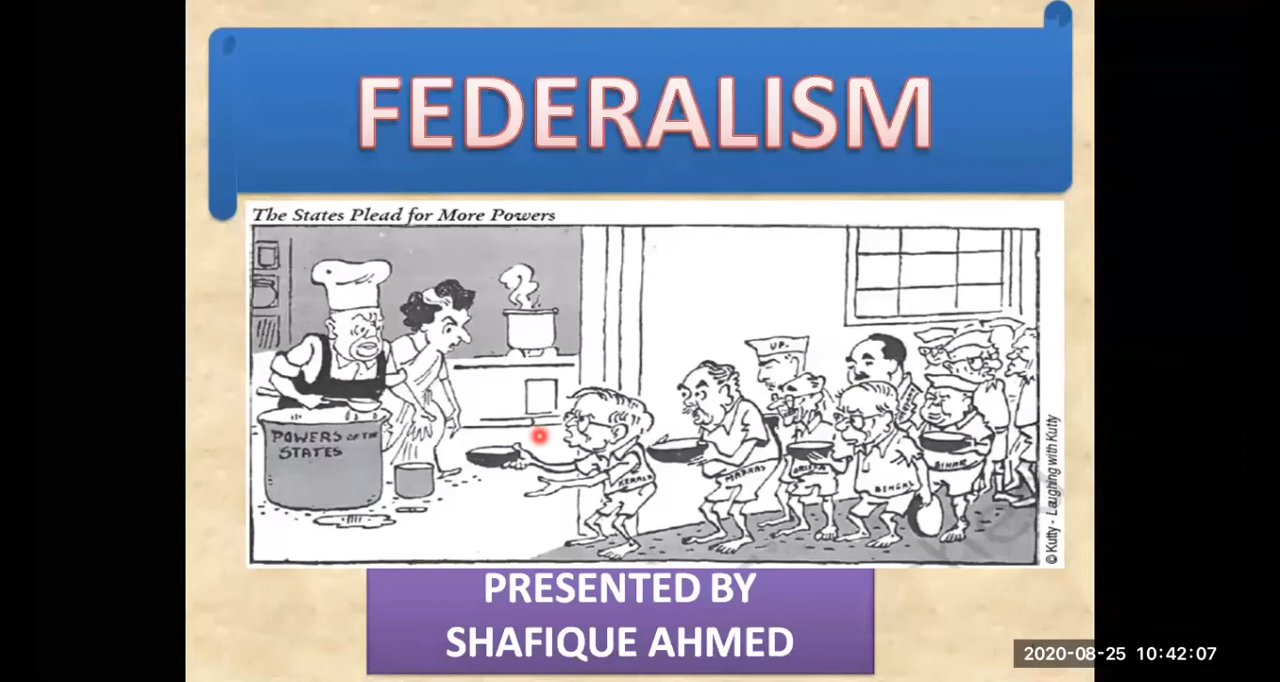 FEDERALISM
The States Plead for More Powers
UP.
POWERS OF THE
STATES
KERALA
MADRAS
ORISSA
BENGAL
BIHAR
© Kutty - Laughing with Kutty
PRESENTED BY
SHAFIQUE AHMED
2020-08-25 10:42:07